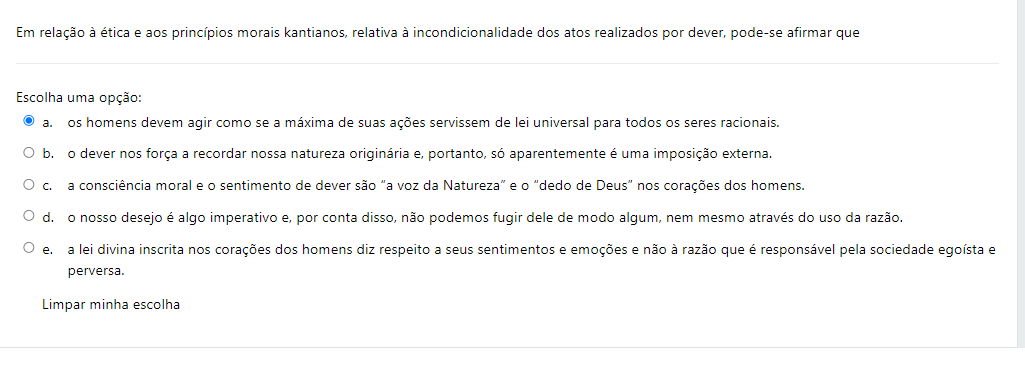 Em relação à ética e aos princípios morais kantianos, relativa à incondicionalidade dos atos realizados por dever, pode-se afirmar que
Escolha uma opção:
a. os homens devem agir como se a máxima de suas ações servissem de lei universal para todos os seres racionais.
b. o dever nos força a recordar nossa natureza originária e, portanto, só aparentemente é uma imposição externa.
c. a consciência moral e o sentimento de dever são "a voz da Natureza" e o "dedo de Deus" nos corações dos homens.
d. o nosso desejo é algo imperativo e, por conta disso, não podemos fugir dele de modo algum, nem mesmo através do uso da razão.
e. a lei divina inscrita nos corações dos homens diz respeito a seus sentimentos e emoções e não à razão que é responsável pela sociedade egoísta e
perversa.
Limpar minha escolha